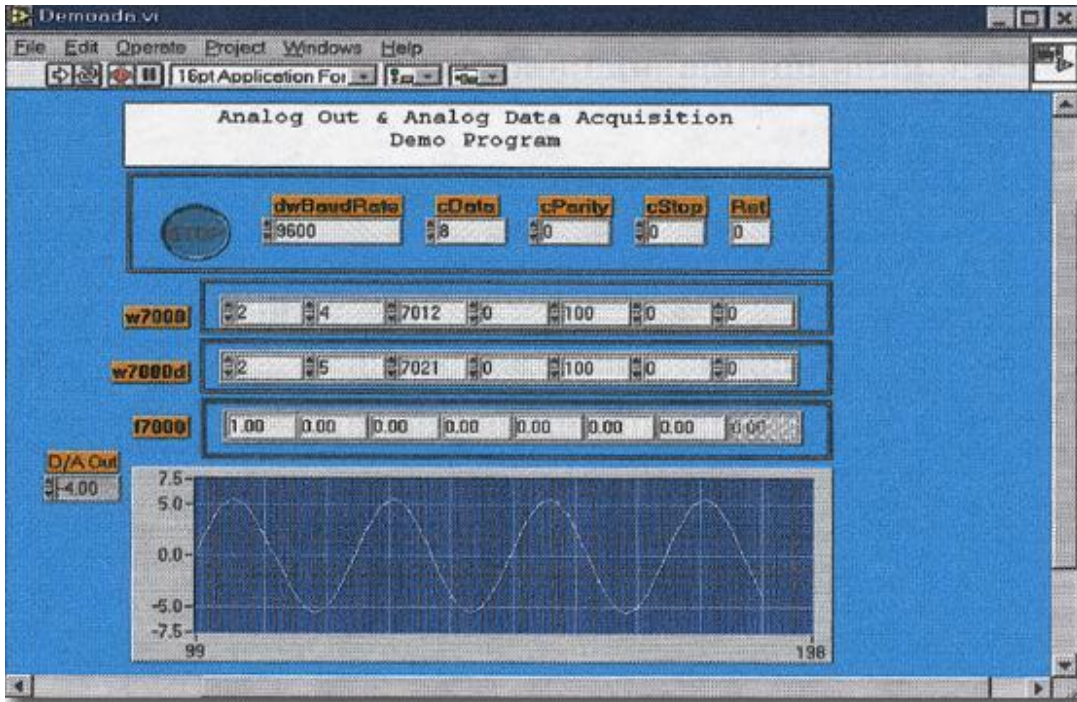 Demoada.vi
File Edit Operate Project Windows Help
16pt Application For
Analog Out & Analog Data Acquisition
Demo Program
STOP
dwBaudRate cData cParity cStop Ret
9600 8 0 0 0
w7000 2 4 7012 0 100 0 0
w7000d 2 5 7021 0 100 0 0
f7000 1.00 0.00 0.00 0.00 0.00 0.00 0.00 0.00
D/A Out
-4.00
7.5
5.0
0.0
-5.0
-7.5
99 198